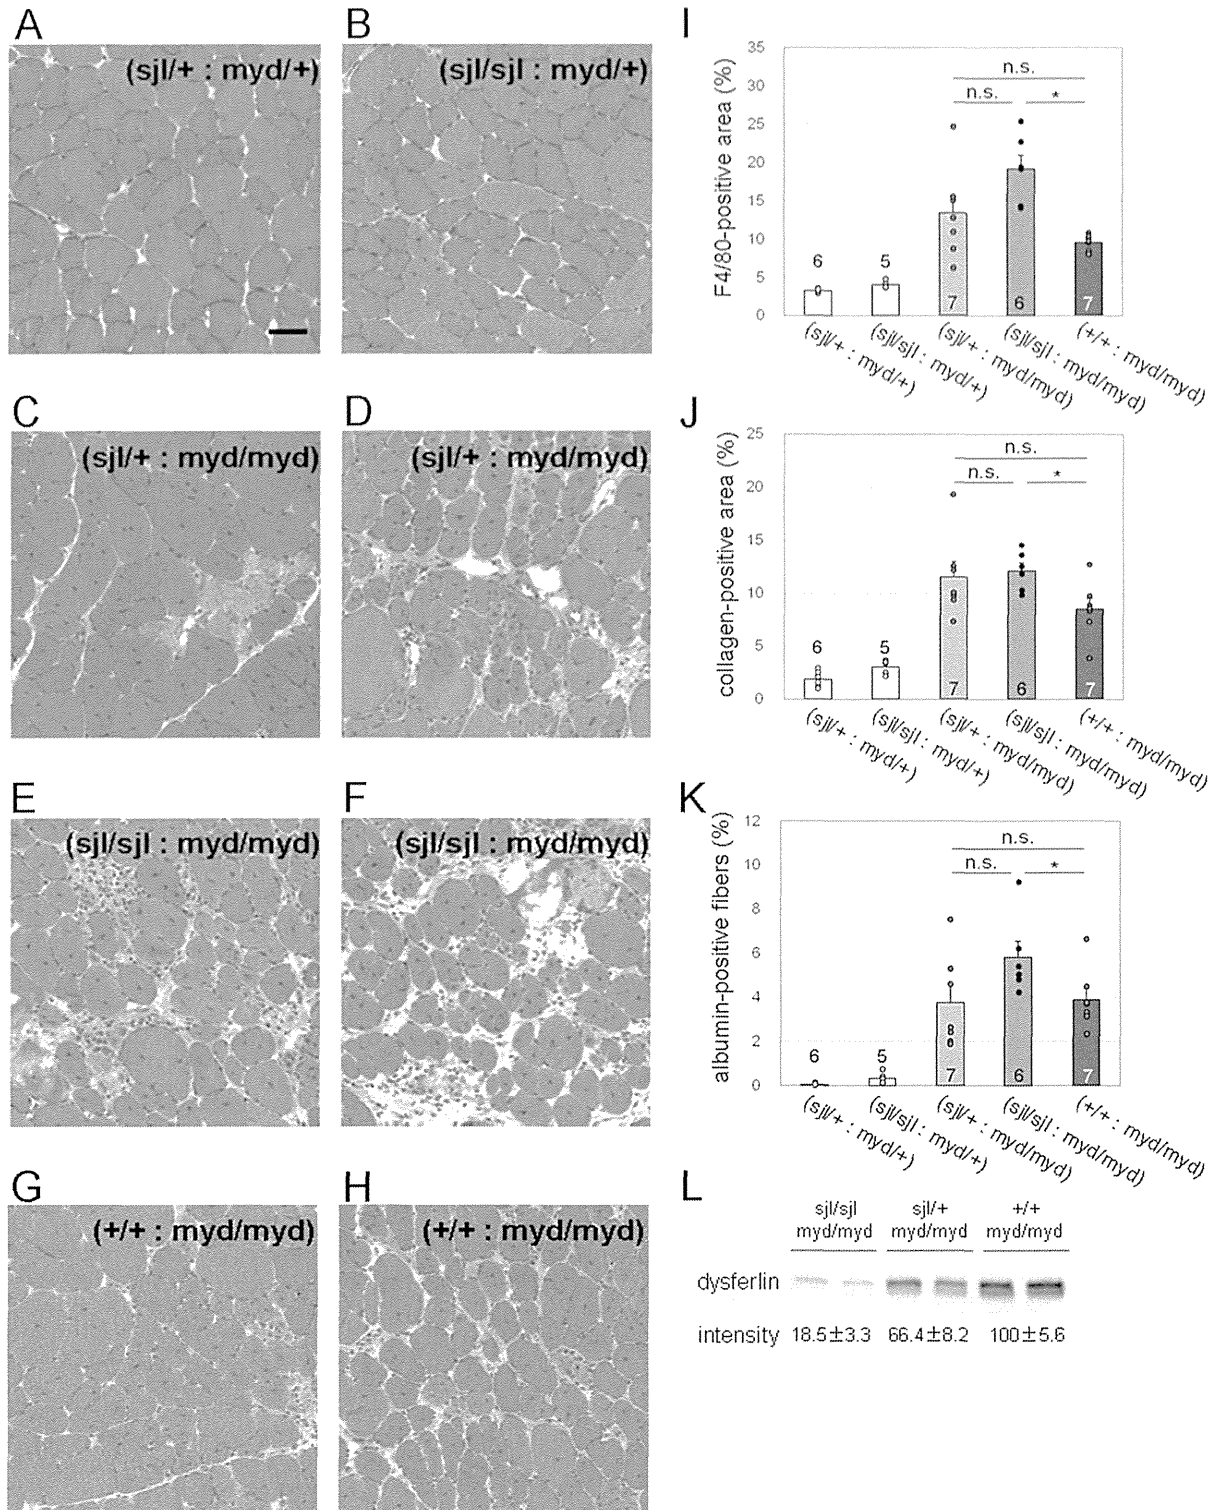 A
(sjl/+ : myd/+)
B
(sjl/sjl : myd/+)
C
(sjl/+ : myd/myd)
D
(sjl/+ : myd/myd)
E
(sjl/sjl : myd/myd)
F
(sjl/sjl : myd/myd)
G
(+/+ : myd/myd)
H
(+/+ : myd/myd)
I
F4/80-positive area (%)
35
30
25
20
15
10
5
0
n.s.
n.s. *
6 5 7 6 7
(sjl/+ : myd/+)
(sjl/sjl : myd/+)
(sjl/+ : myd/myd)
(sjl/sjl : myd/myd)
(+/+ : myd/myd)
J
collagen-positive area (%)
25
20
15
10
5
0
n.s.
n.s. *
6 5 7 6 7
(sjl/+ : myd/+)
(sjl/sjl : myd/+)
(sjl/+ : myd/myd)
(sjl/sjl : myd/myd)
(+/+ : myd/myd)
K
albumin-positive fibers (%)
12
10
8
6
4
2
0
n.s.
n.s. *
6 5 7 6 7
(sjl/+ : myd/+)
(sjl/sjl : myd/+)
(sjl/+ : myd/myd)
(sjl/sjl : myd/myd)
(+/+ : myd/myd)
L
sjl/sjl sjl/+ +/+
myd/myd myd/myd myd/myd
dysferlin
intensity 18.5±3.3 66.4±8.2 100±5.6